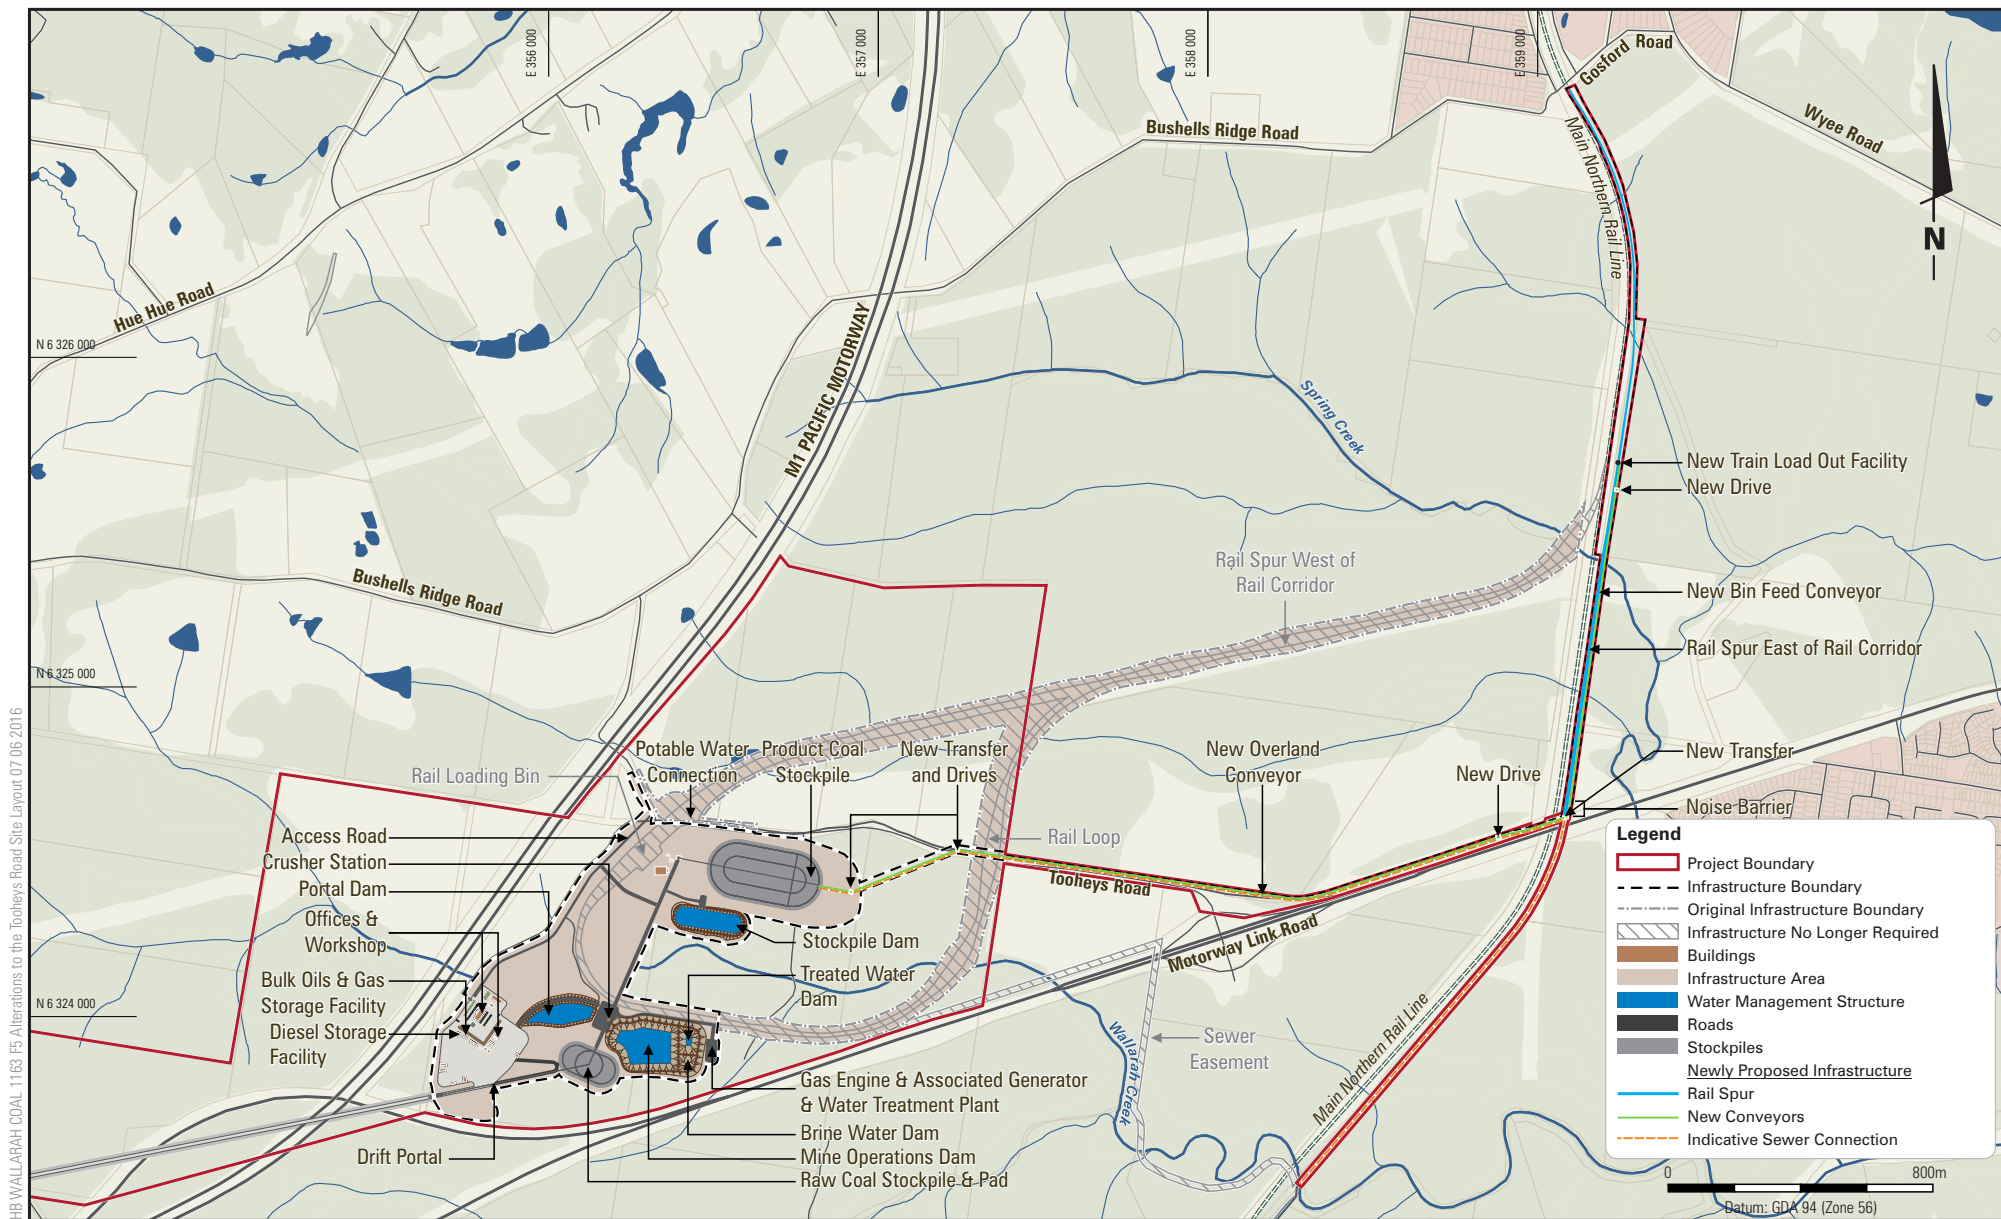 E 356 000
E 357 000
E 358 000
E 359 000
Gosford Road
Wyee Road
Bushells Ridge Road
Main Northern Rail Line
N
Hue Hue Road
N 6 326 000
M1 PACIFIC MOTORWAY
Spring Creek
New Train Load Out Facility
New Drive
Rail Spur West of
Rail Corridor
Bushells Ridge Road
New Bin Feed Conveyor
Rail Spur East of Rail Corridor
N 6 325 000
Potable Water
Connection
Product Coal
Stockpile
New Transfer
and Drives
New Overland
Conveyor
New Drive
New Transfer
Noise Barrier
Rail Loading Bin
Access Road
Crusher Station
Portal Dam
Offices &
Workshop
Bulk Oils & Gas
Storage Facility
Diesel Storage
Facility
N 6 324 000
Rail Loop
Tooheys Road
Motorway Link Road
Stockpile Dam
Treated Water
Dam
Wallarah Creek
Sewer
Easement
Main Northern Rail Line
Gas Engine & Associated Generator
& Water Treatment Plant
Brine Water Dam
Mine Operations Dam
Raw Coal Stockpile & Pad
Drift Portal
Legend
Project Boundary
Infrastructure Boundary
Original Infrastructure Boundary
Infrastructure No Longer Required
Buildings
Infrastructure Area
Water Management Structure
Roads
Stockpiles
Newly Proposed Infrastructure
Rail Spur
New Conveyors
Indicative Sewer Connection
0 800m
Datum: GDA 94 (Zone 56)
HB WALLARAH COAL 1163 F5 Alterations to the Tooheys Road Site Layout 07 06 2016